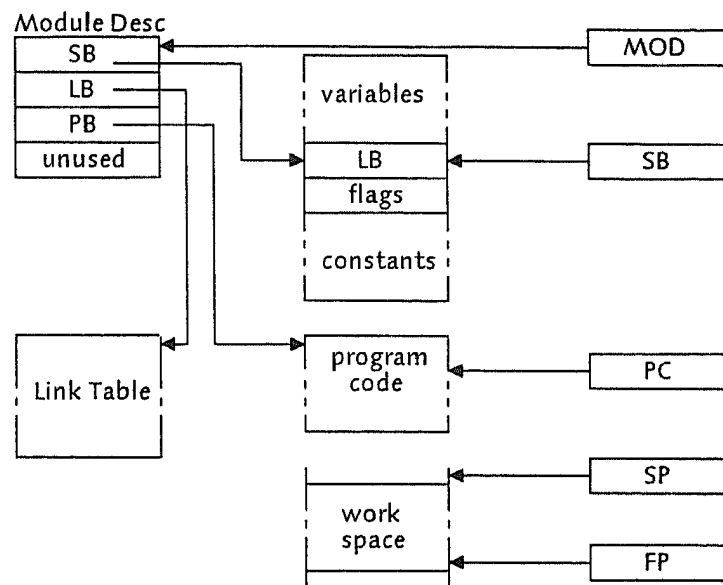 Module Desc
SB
LB
PB
unused
MOD
variables
LB
flags
constants
SB
Link Table
program
code
PC
work
space
SP
FP